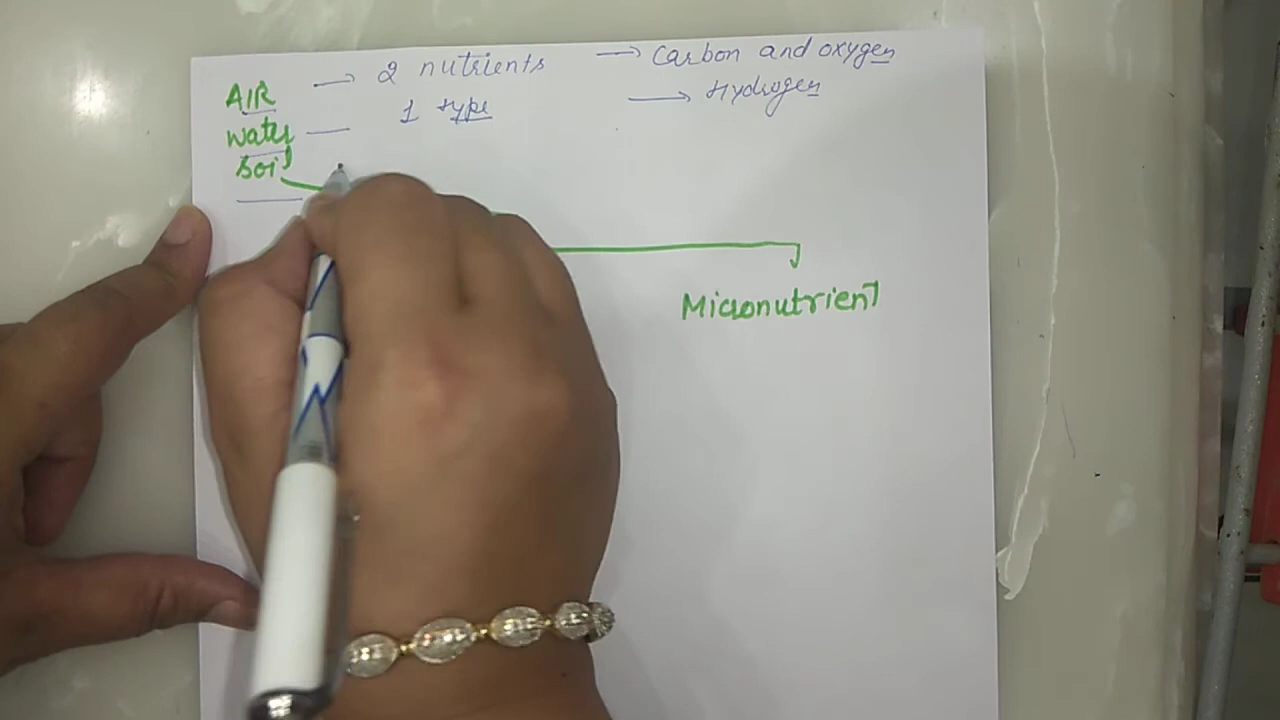 AIR → 2 nutrients → Carbon and oxygen
Water — 1 type → Hydrogen
Soil
Micronutrient